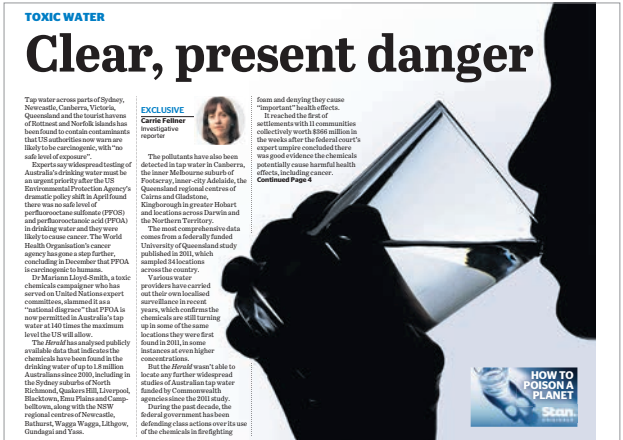 TOXIC WATER
Clear, present danger
Tap water across parts of Sydney,
Newcastle, Canberra, Victoria,
Queensland and the tourist havens
of Rottnest and Norfolk islands has
been found to contain contaminants
that US authorities now warn are
likely to be carcinogenic, with "no
safe level of exposure".
Experts say widespread testing of
Australia's drinking water must be
an urgent priority after the US
Environmental Protection Agency's
dramatic policy shift in April found
there was no safe level of
perfluorooctane sulfonate (PFOS)
and perfluorooctanoic acid (PFOA)
in drinking water and they were
likely to cause cancer. The World
Health Organisation's cancer
agency has gone a step further,
concluding in December that PFOA
is carcinogenic to humans.
Dr Mariann Lloyd-Smith, a toxic
chemicals campaigner who has
served on United Nations expert
committees, slammed it as a
"national disgrace" that PFOA is
now permitted in Australia's tap
water at 140 times the maximum
level the US will allow.
The Herald has analysed publicly
available data that indicates the
chemicals have been found in the
drinking water of up to 1.8 million
Australians since 2010, including in
the Sydney suburbs of North
Richmond, Quakers Hill, Liverpool,
Blacktown, Emu Plains and Camp-
belltown, along with the NSW
regional centres of Newcastle,
Bathurst, Wagga Wagga, Lithgow,
Gundagai and Yass.
EXCLUSIVE
Carrie Fellner
Investigative
reporter
The pollutants have also been
detected in tap water in Canberra,
the inner Melbourne suburb of
Footscray, inner-city Adelaide, the
Queensland regional centres of
Cairns and Gladstone,
Kingborough in greater Hobart
and locations across Darwin and
the Northern Territory.
The most comprehensive data
comes from a federally funded
University of Queensland study
published in 2011, which
sampled 34 locations
across the country.
Various water
providers have carried
out their own localised
surveillance in recent
years, which confirms the
chemicals are still turning
up in some of the same
locations they were first
found in 2011, in some
instances at even higher
concentrations.
But the Herald wasn't able to
locate any further widespread
studies of Australian tap water
funded by Commonwealth
agencies since the 2011 study.
During the past decade, the
federal government has been
defending class actions over its use
of the chemicals in firefighting
foam and denying they cause
"important" health effects.
It reached the first of
settlements with 11 communities
collectively worth $366 million in
the weeks after the federal court's
expert umpire concluded there
was good evidence the chemicals
potentially cause harmful health
effects, including cancer.
Continued Page 4
HOW TO
POISON A
PLANET
Stan.
ORIGINALS